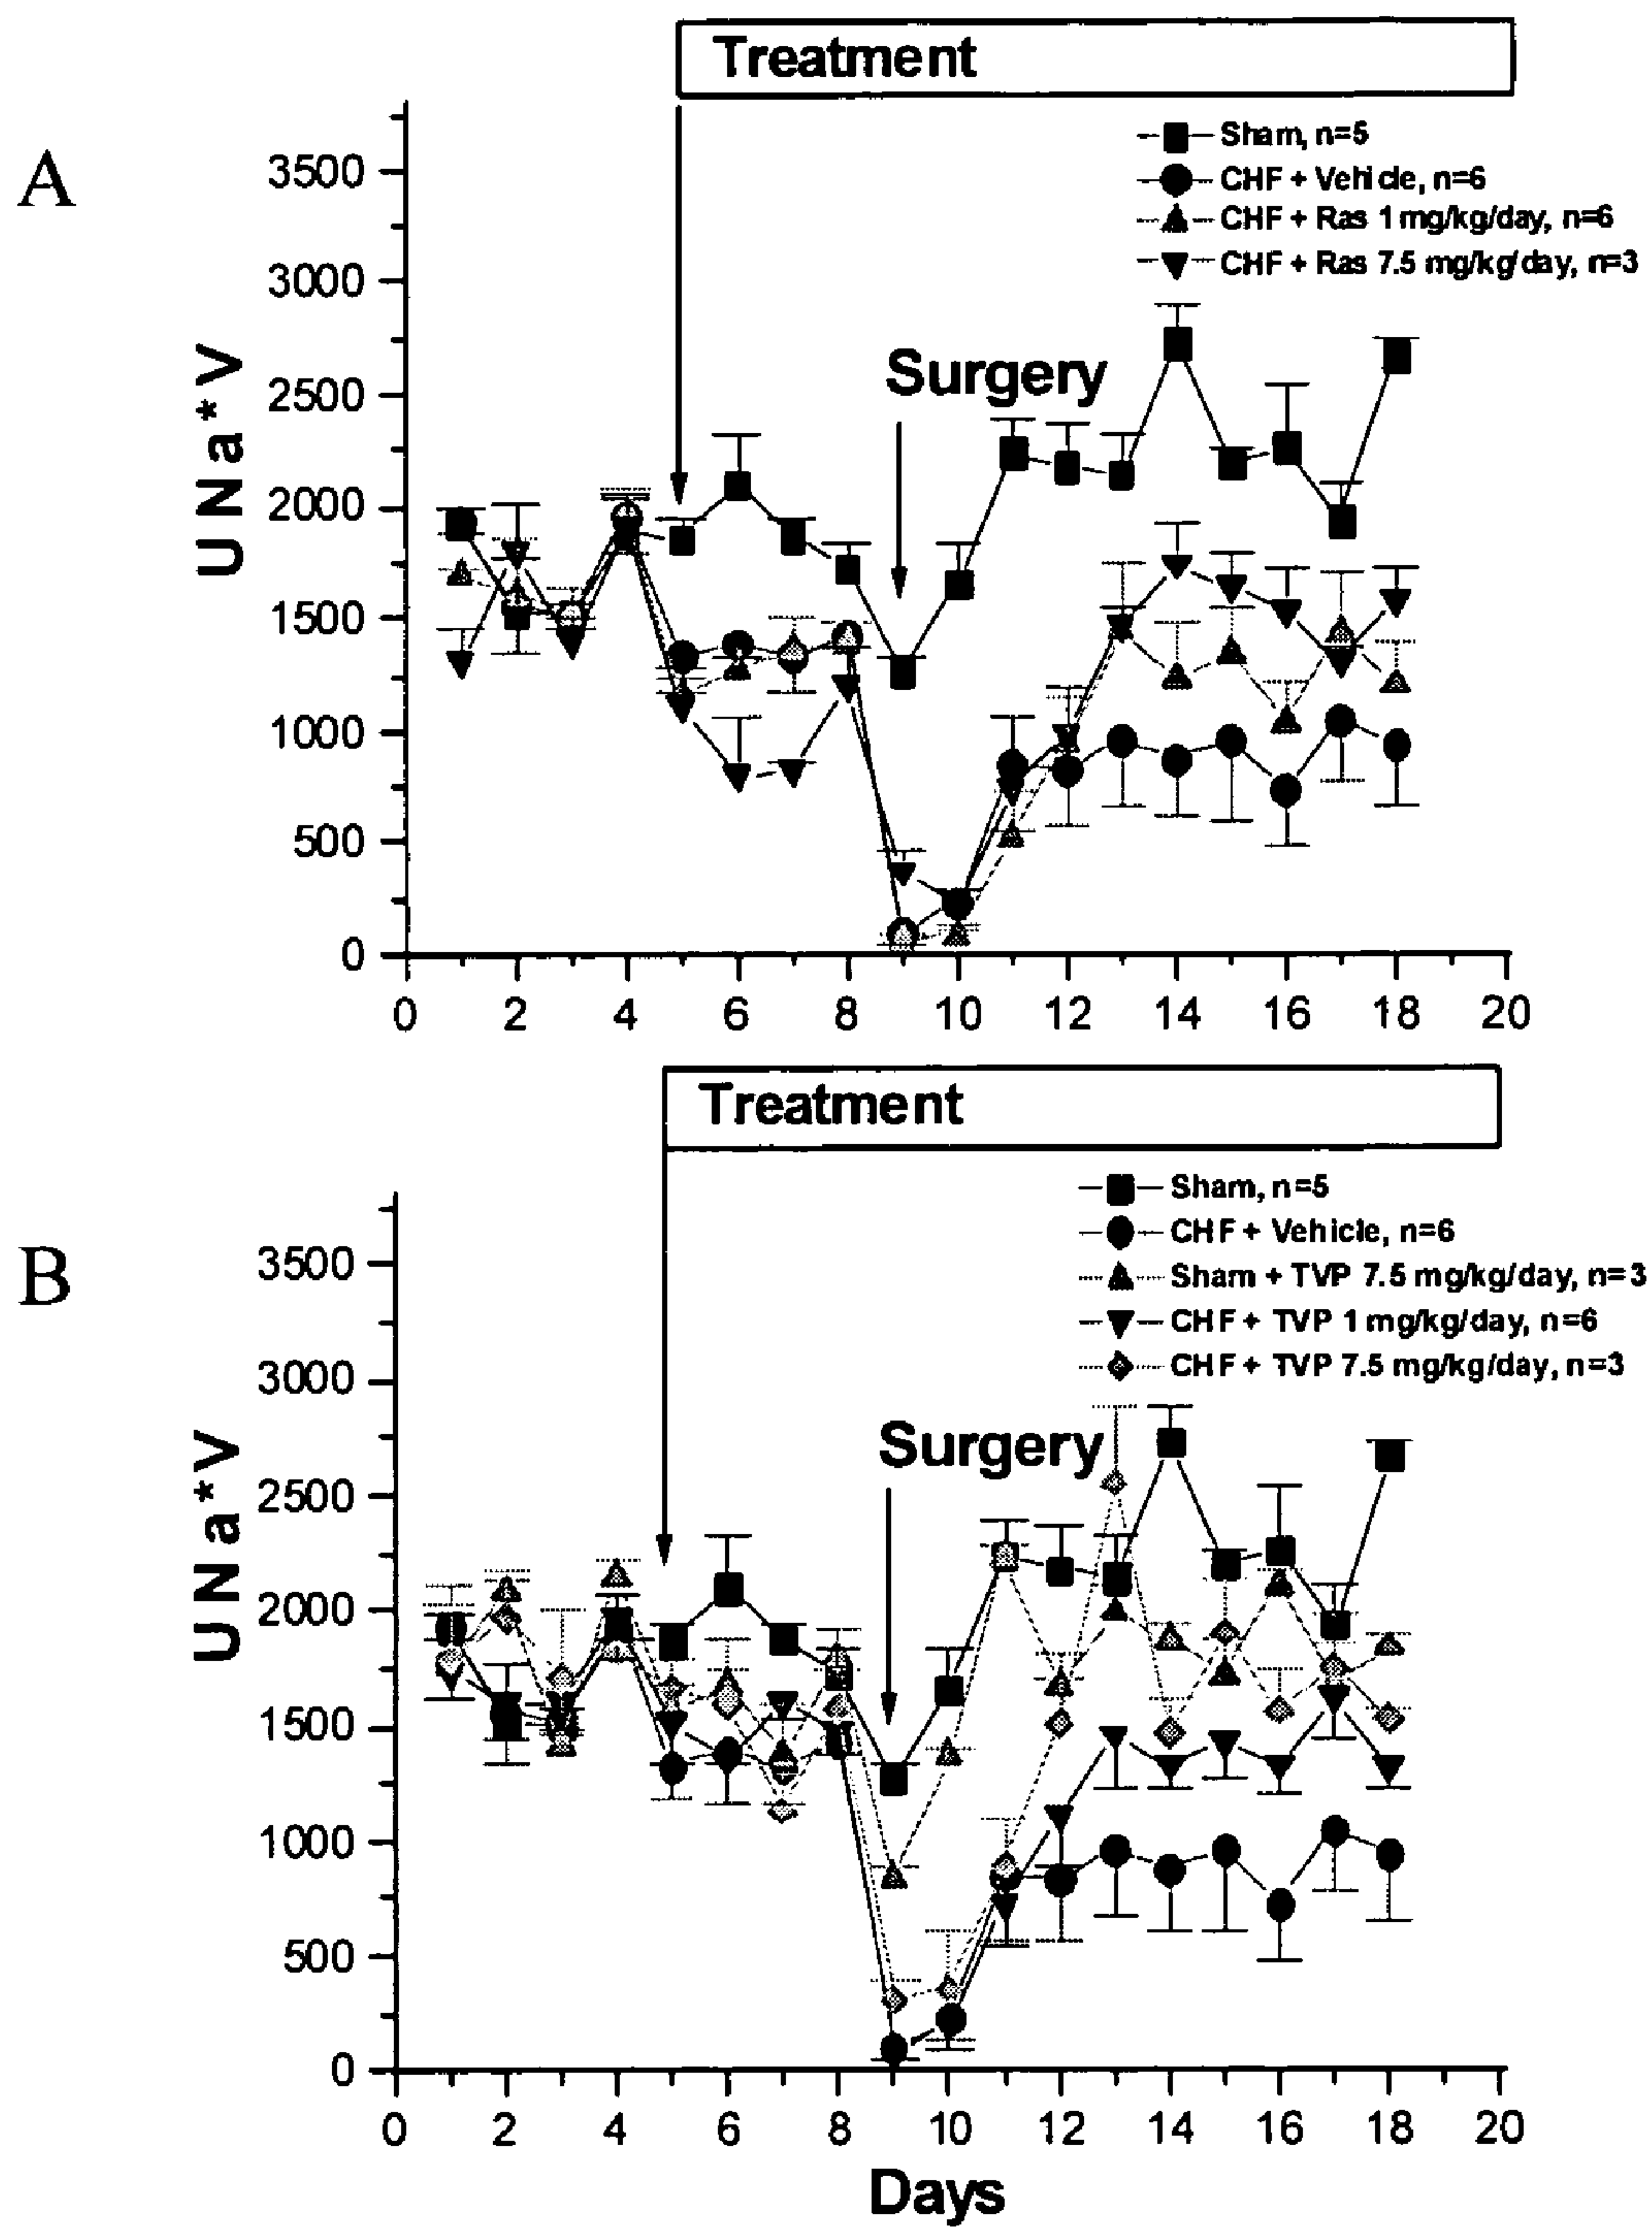 Treatment
A
Sham, n=5
CHF + Vehicle, n=6
CHF + Ras 1 mg/kg/day, n=6
CHF + Ras 7.5 mg/kg/day, n=3
Surgery
UNa*V
3500
3000
2500
2000
1500
1000
500
0
0 2 4 6 8 10 12 14 16 18 20
Treatment
B
Sham, n=5
CHF + Vehicle, n=6
Sham + TVP 7.5 mg/kg/day, n=3
CHF + TVP 1 mg/kg/day, n=6
CHF + TVP 7.5 mg/kg/day, n=3
Surgery
UNa*V
3500
3000
2500
2000
1500
1000
500
0
0 2 4 6 8 10 12 14 16 18 20
Days